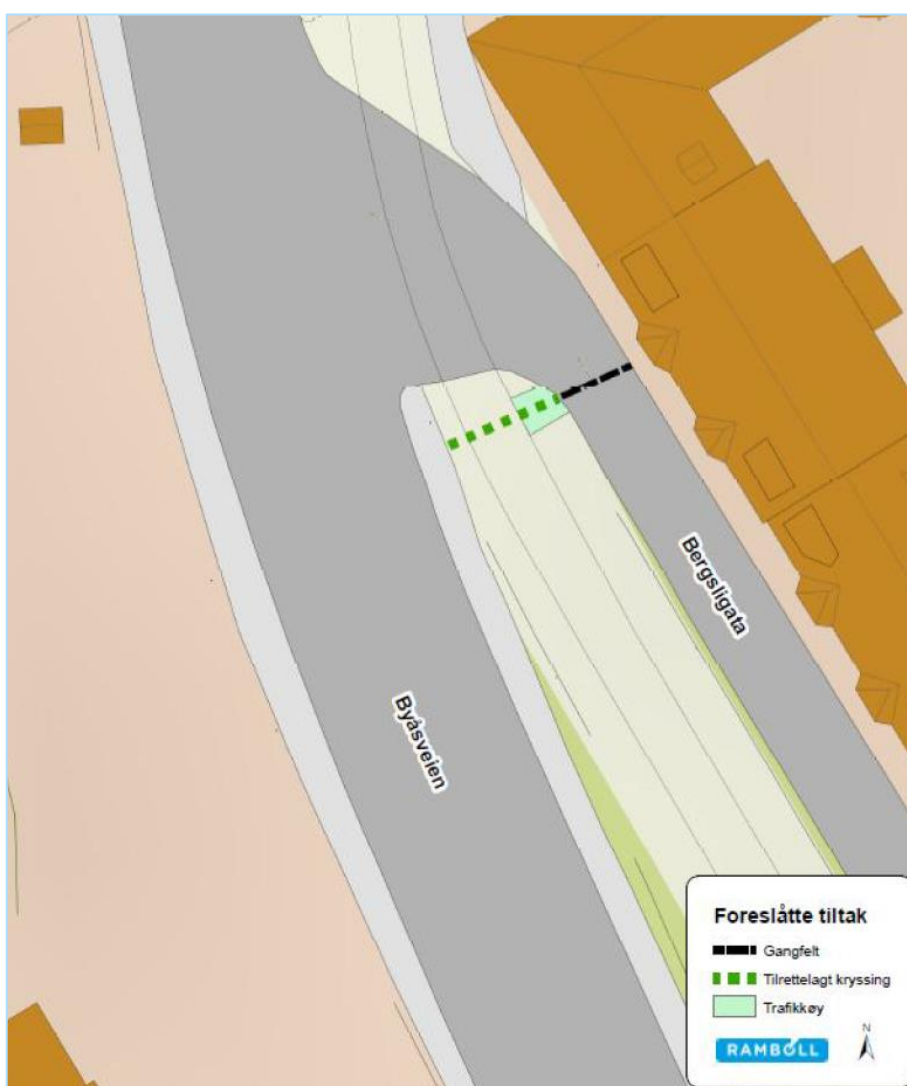 Bergsligata
Byåsveien
Foreslåtte tiltak
Gangfelt
Tilrettelagt kryssing
Trafikkøy
RAMBOLL
N